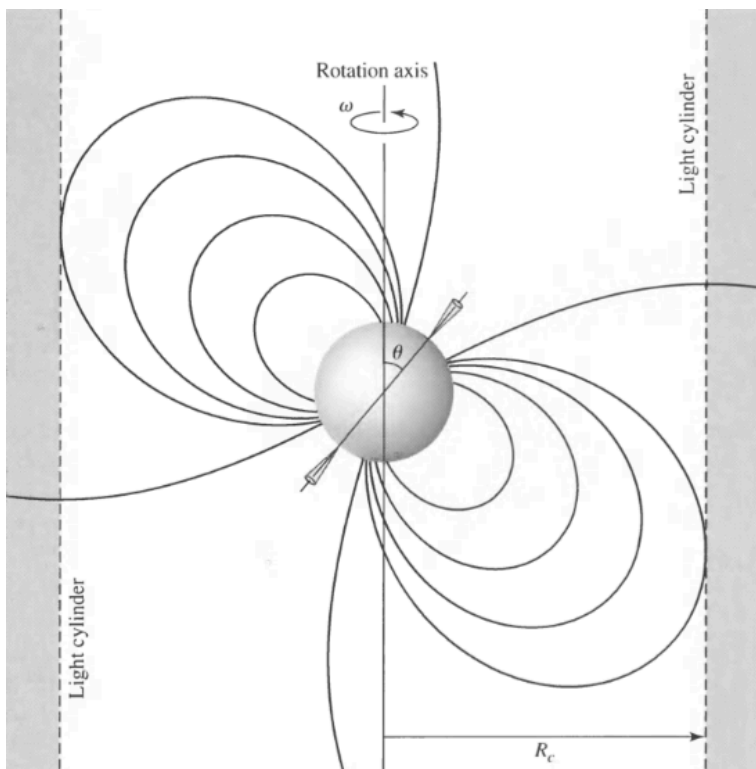 Rotation axis
ω
Light cylinder
θ
Light cylinder
R_c